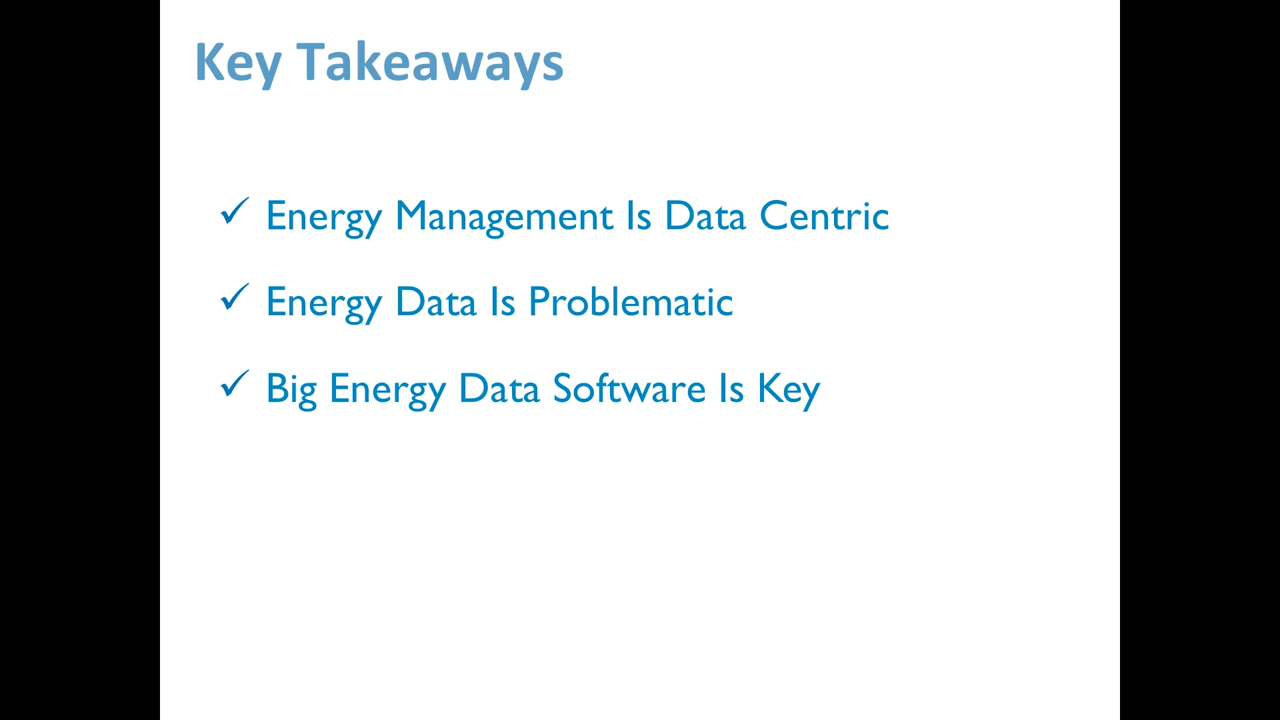 Key Takeaways
✓ Energy Management Is Data Centric
✓ Energy Data Is Problematic
✓ Big Energy Data Software Is Key